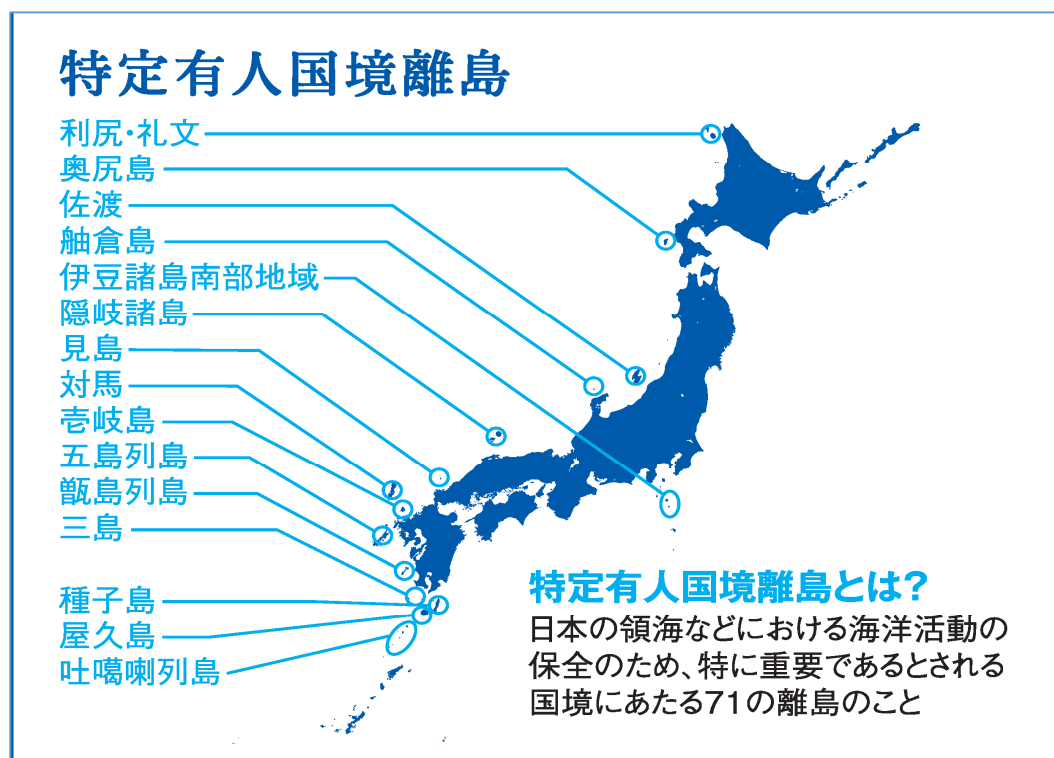 特定有人国境離島
利尻・礼文
奥尻島
佐渡
舳倉島
伊豆諸島南部地域
隠岐諸島
見島
対馬
壱岐島
五島列島
甑島列島
三島
種子島
屋久島
吐噶喇列島
特定有人国境離島とは?
日本の領海などにおける海洋活動の
保全のため、特に重要であるとされる
国境にあたる71の離島のこと